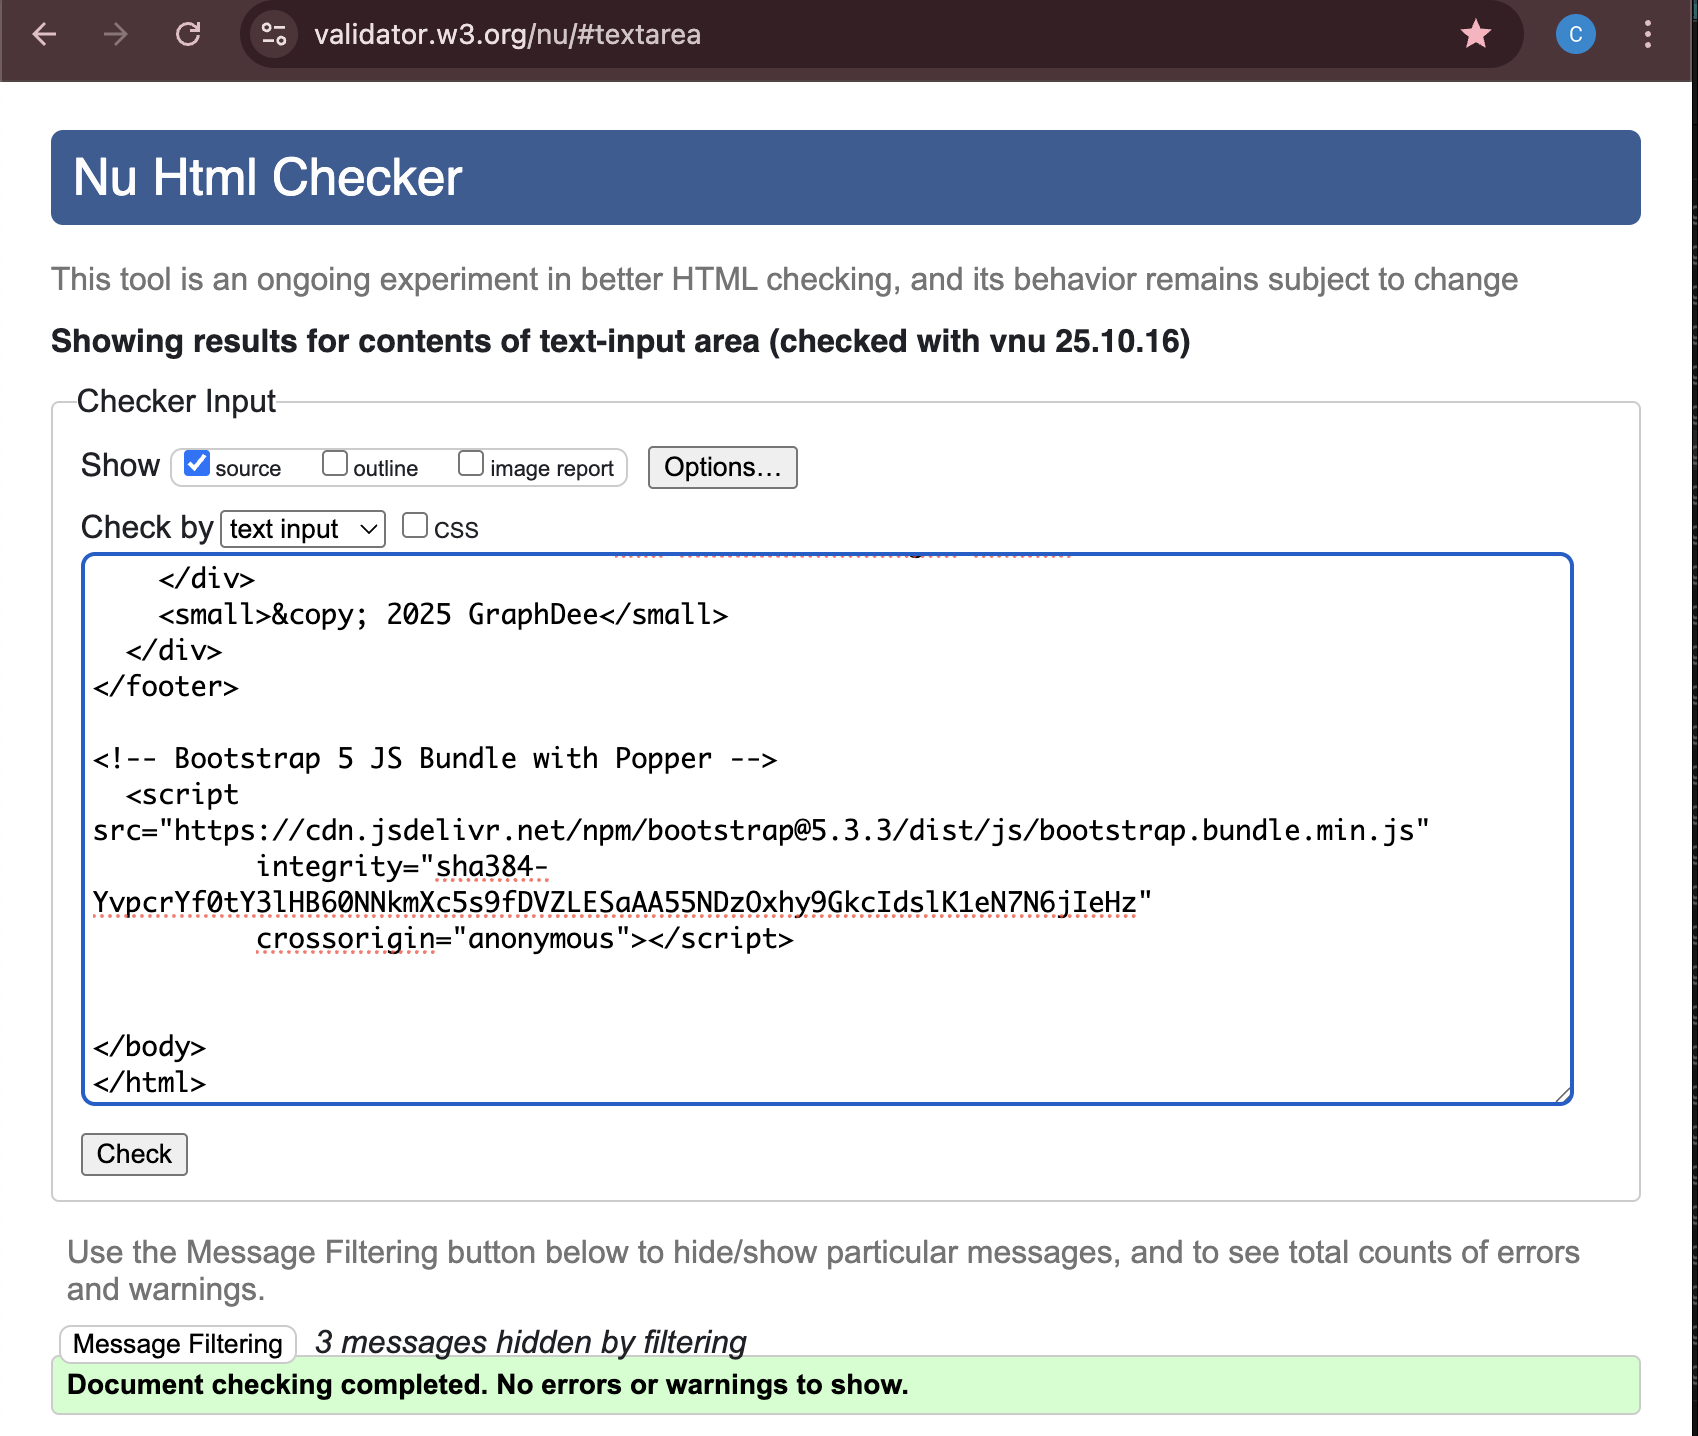 validator.w3.org/nu/#textarea
C
Nu Html Checker
This tool is an ongoing experiment in better HTML checking, and its behavior remains subject to change
Showing results for contents of text-input area (checked with vnu 25.10.16)
Checker Input
Show source outline image report Options...
Check by text input css
</div>
<small>&copy; 2025 GraphDee</small>
</div>
</footer>
<!-- Bootstrap 5 JS Bundle with Popper -->
<script
src="https://cdn.jsdelivr.net/npm/bootstrap@5.3.3/dist/js/bootstrap.bundle.min.js"
integrity="sha384-
YvpcrYf0tY3lHB60NNkmXc5s9fDVZLESaAA55NDzOxhy9GkcIdslK1eN7N6jIeHz"
crossorigin="anonymous"></script>
</body>
</html>
Check
Use the Message Filtering button below to hide/show particular messages, and to see total counts of errors
and warnings.
Message Filtering 3 messages hidden by filtering
Document checking completed. No errors or warnings to show.